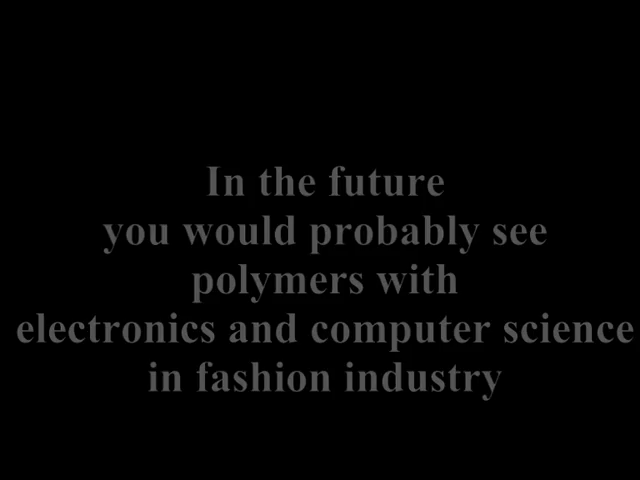 In the future
you would probably see
polymers with
electronics and computer science
in fashion industry